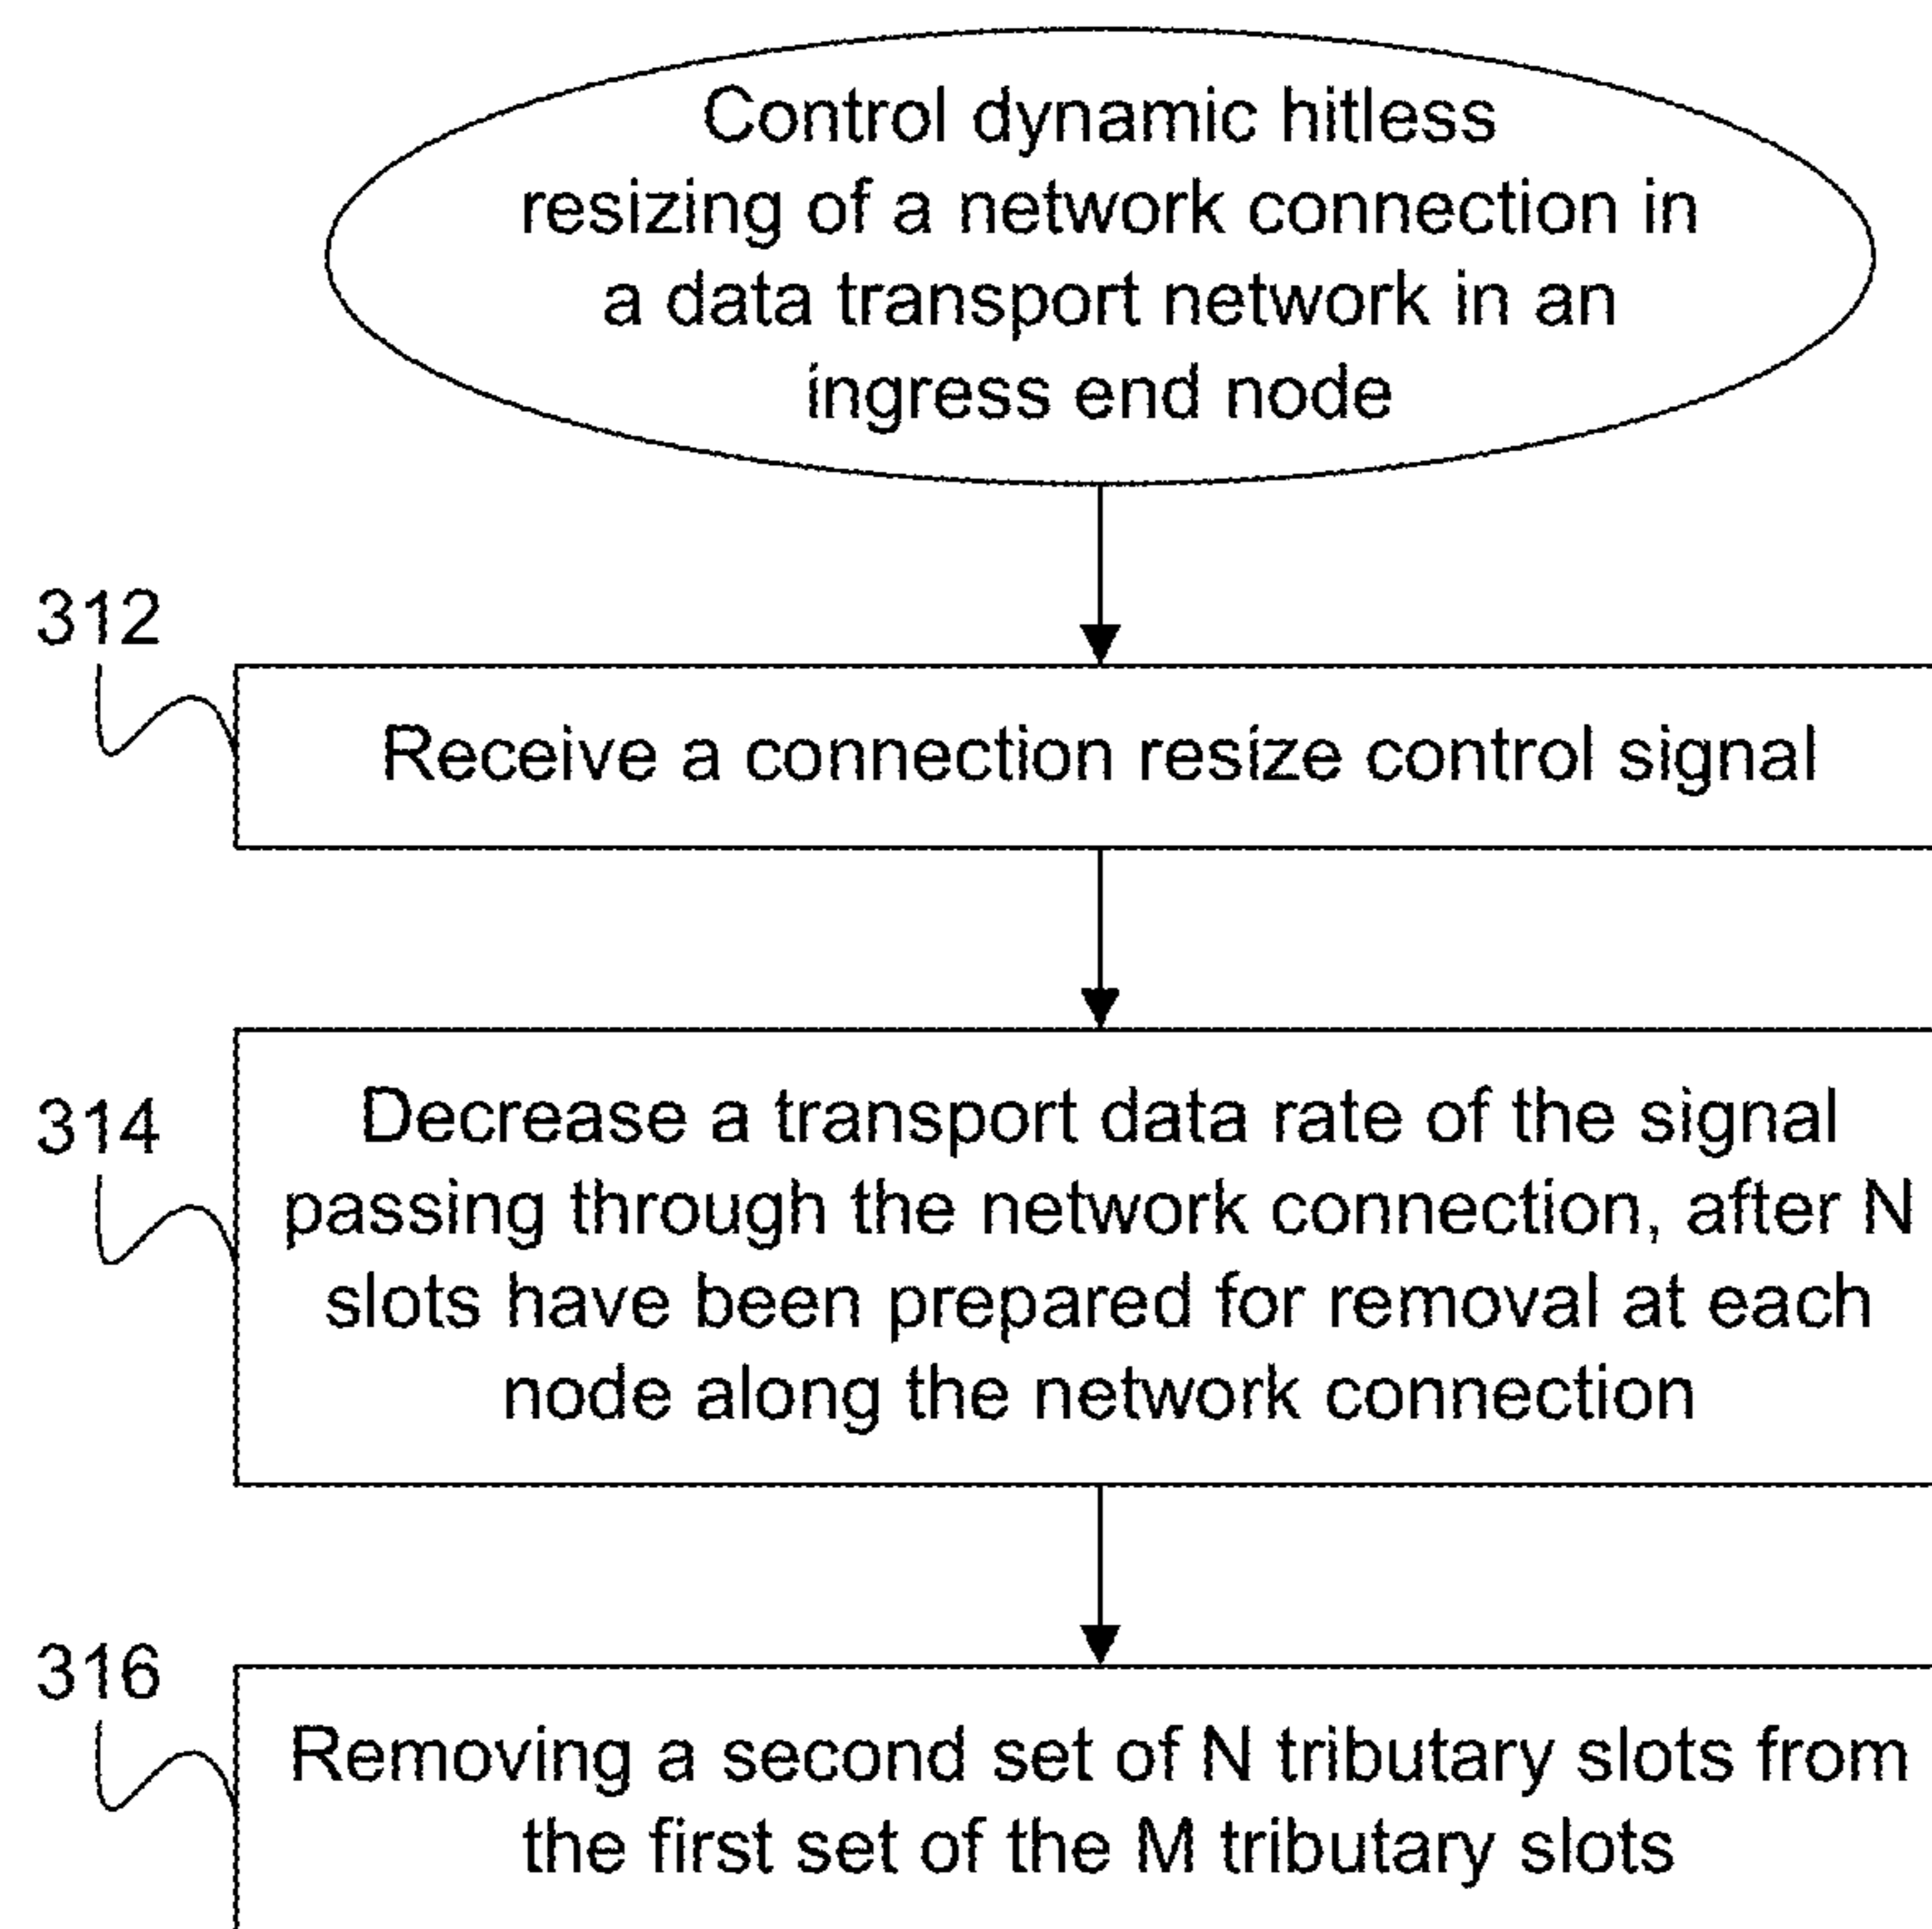 Control dynamic hitless
resizing of a network connection in
a data transport network in an
ingress end node
312
Receive a connection resize control signal
314
Decrease a transport data rate of the signal
passing through the network connection, after N
slots have been prepared for removal at each
node along the network connection
316
Removing a second set of N tributary slots from
the first set of the M tributary slots